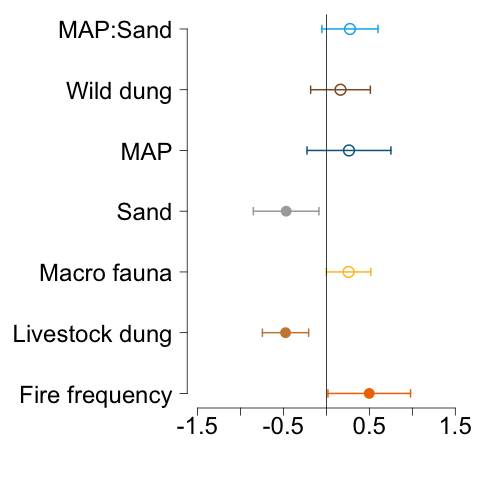 MAP:Sand
Wild dung
MAP
Sand
Macro fauna
Livestock dung
Fire frequency
-1.5 -0.5 0.5 1.5